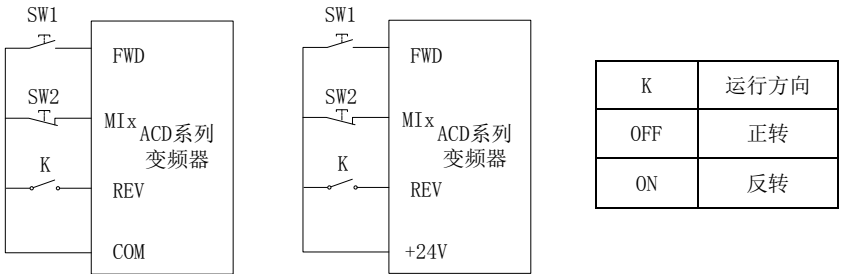 SW1
FWD
SW2
MIx
ACD系列
变频器
K
REV
COM
SW1
FWD
SW2
MIx
ACD系列
变频器
K
REV
+24V
K 运行方向
OFF 正转
ON 反转